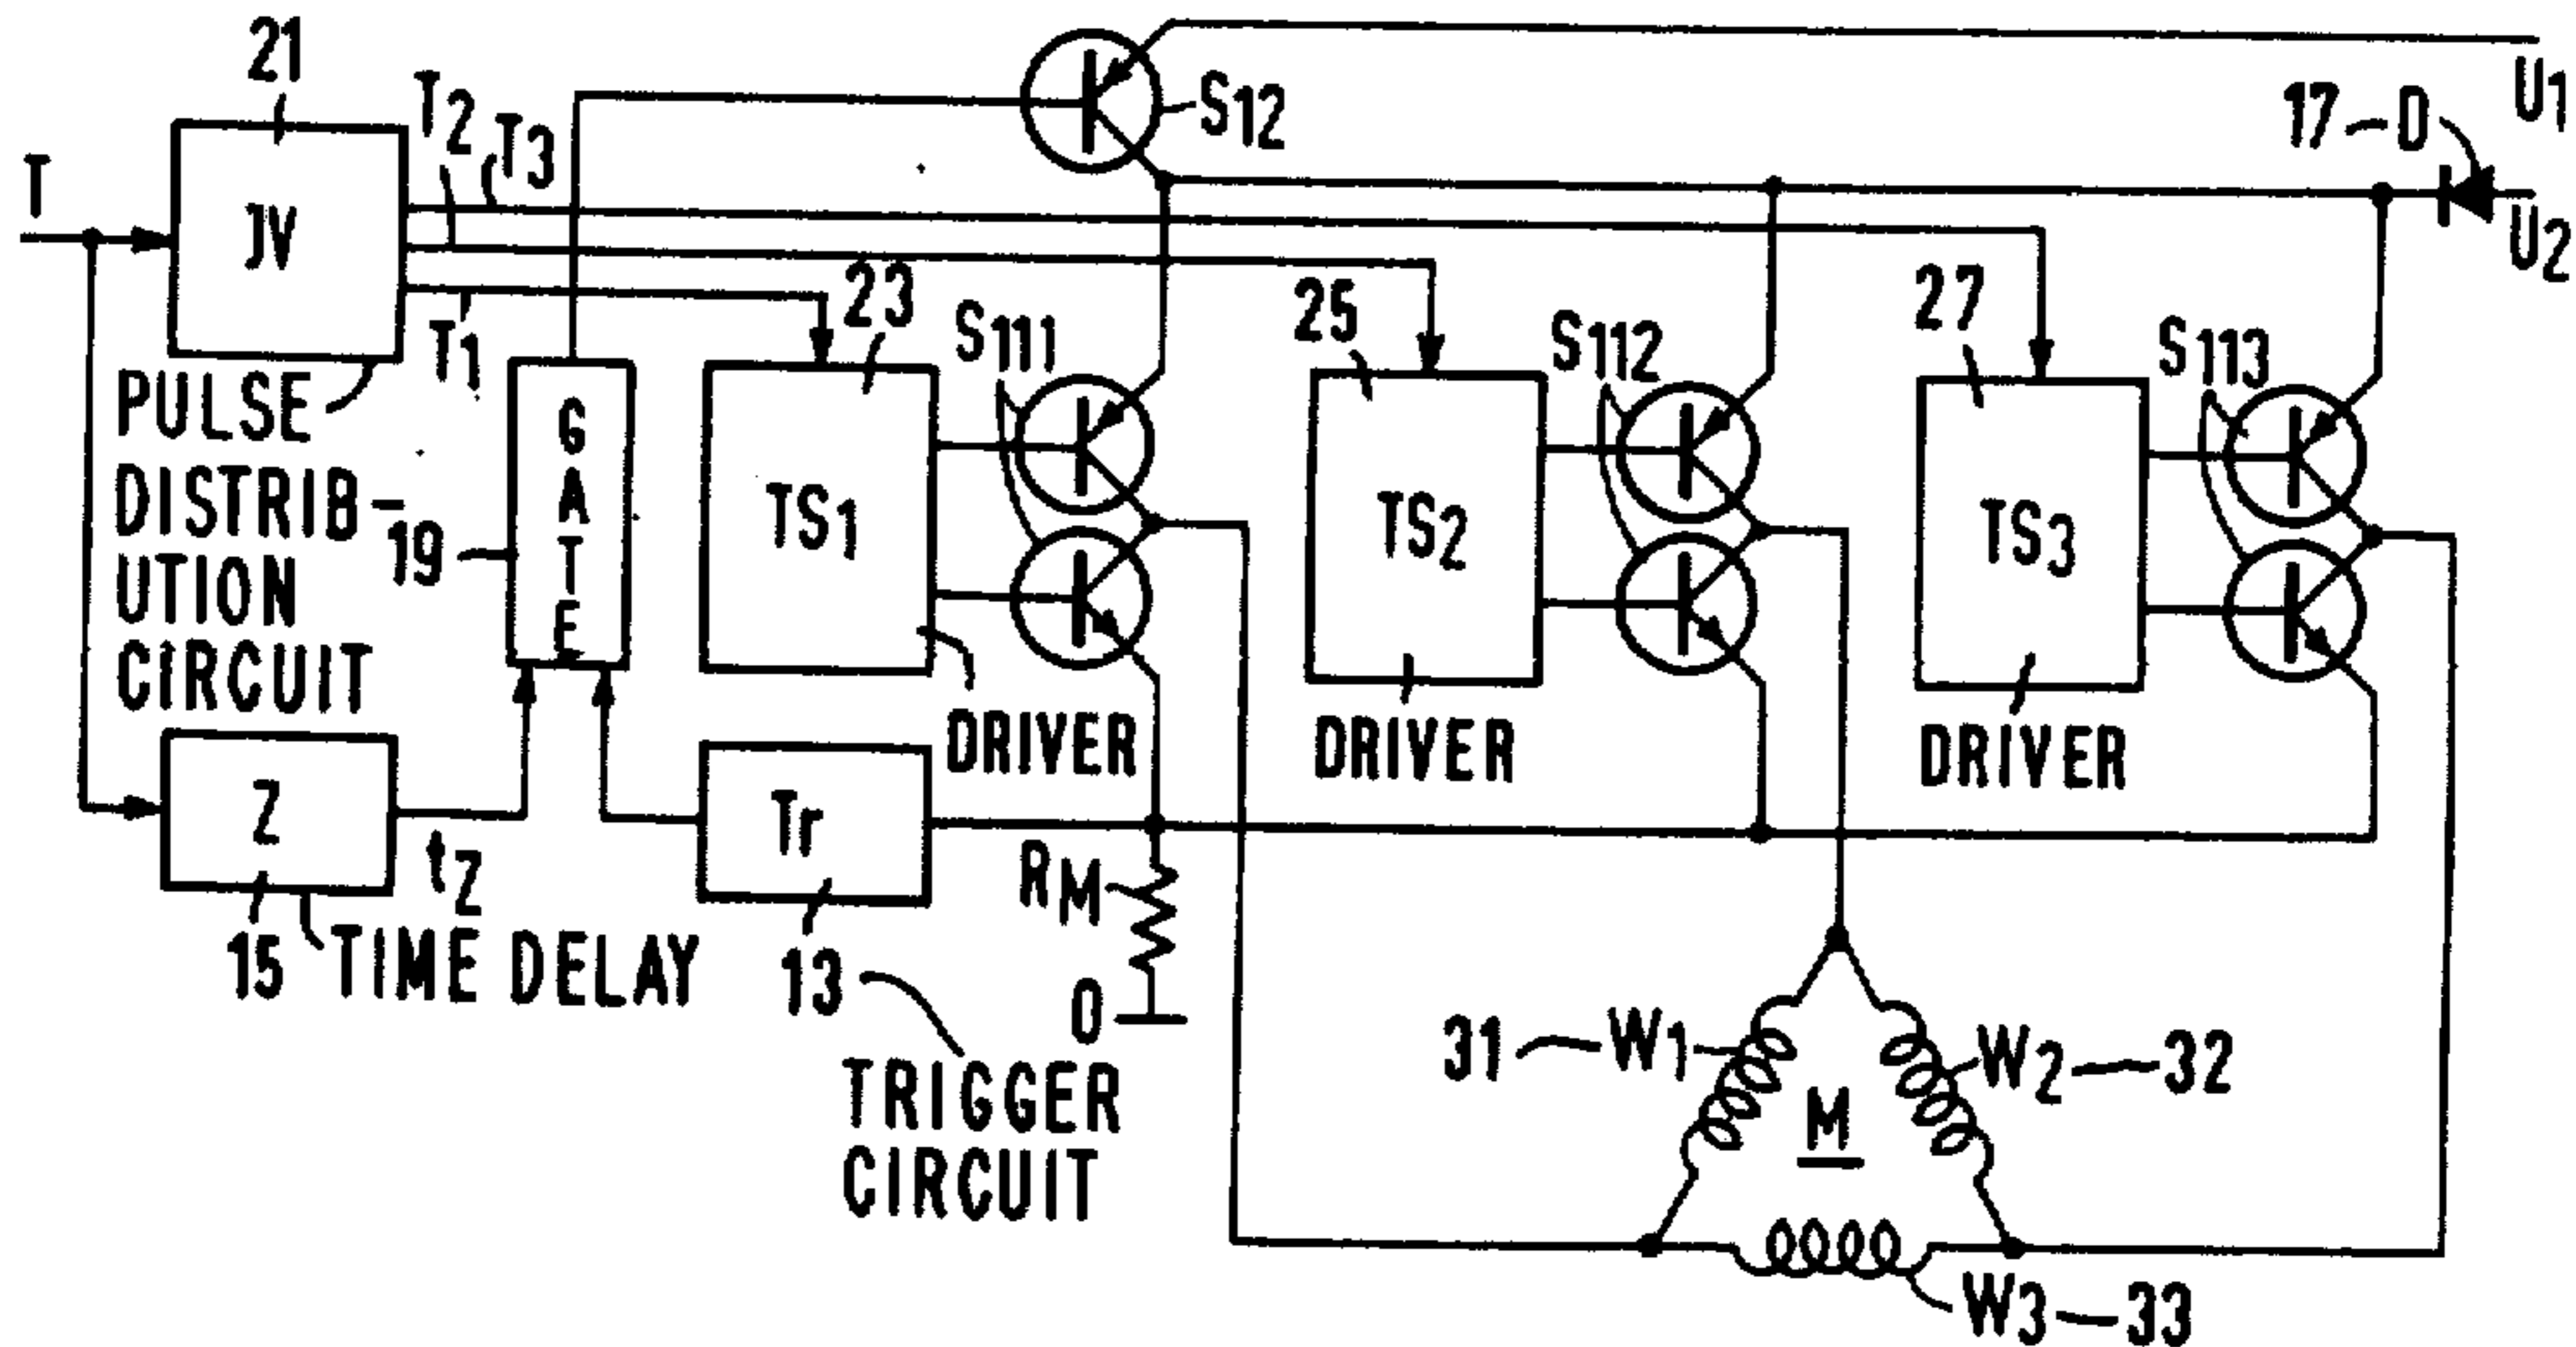 21
T2
T3
S12
U1
17 D
T
JV
U2
T1
23
S111
25
S112
27
S113
PULSE
DISTRIB-
UTION
CIRCUIT
19
GATE
TS1
TS2
TS3
DRIVER
DRIVER
DRIVER
Z
tZ
Tr
RM
15
TIME DELAY
13
0
TRIGGER
CIRCUIT
31
W1
M
W2
32
W3
33